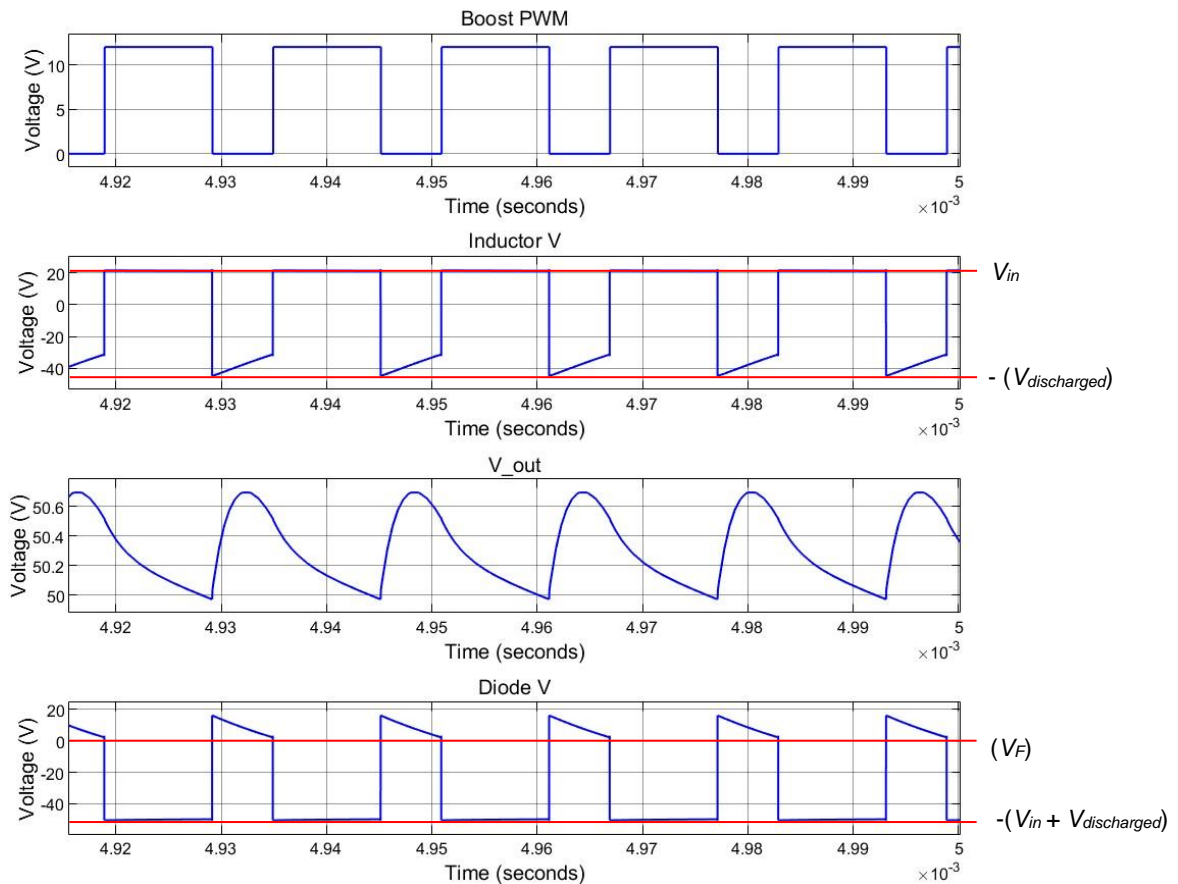 Boost PWM
Voltage (V)
10
5
0
4.92 4.93 4.94 4.95 4.96 4.97 4.98 4.99 5
Time (seconds)
×10⁻³
Inductor V
Voltage (V)
20
0
-20
-40
V_in
- (V_discharged)
4.92 4.93 4.94 4.95 4.96 4.97 4.98 4.99 5
Time (seconds)
×10⁻³
V_out
Voltage (V)
50.6
50.4
50.2
50
4.92 4.93 4.94 4.95 4.96 4.97 4.98 4.99 5
Time (seconds)
×10⁻³
Diode V
Voltage (V)
20
0
-20
-40
(V_F)
-(V_in + V_discharged)
4.92 4.93 4.94 4.95 4.96 4.97 4.98 4.99 5
Time (seconds)
×10⁻³